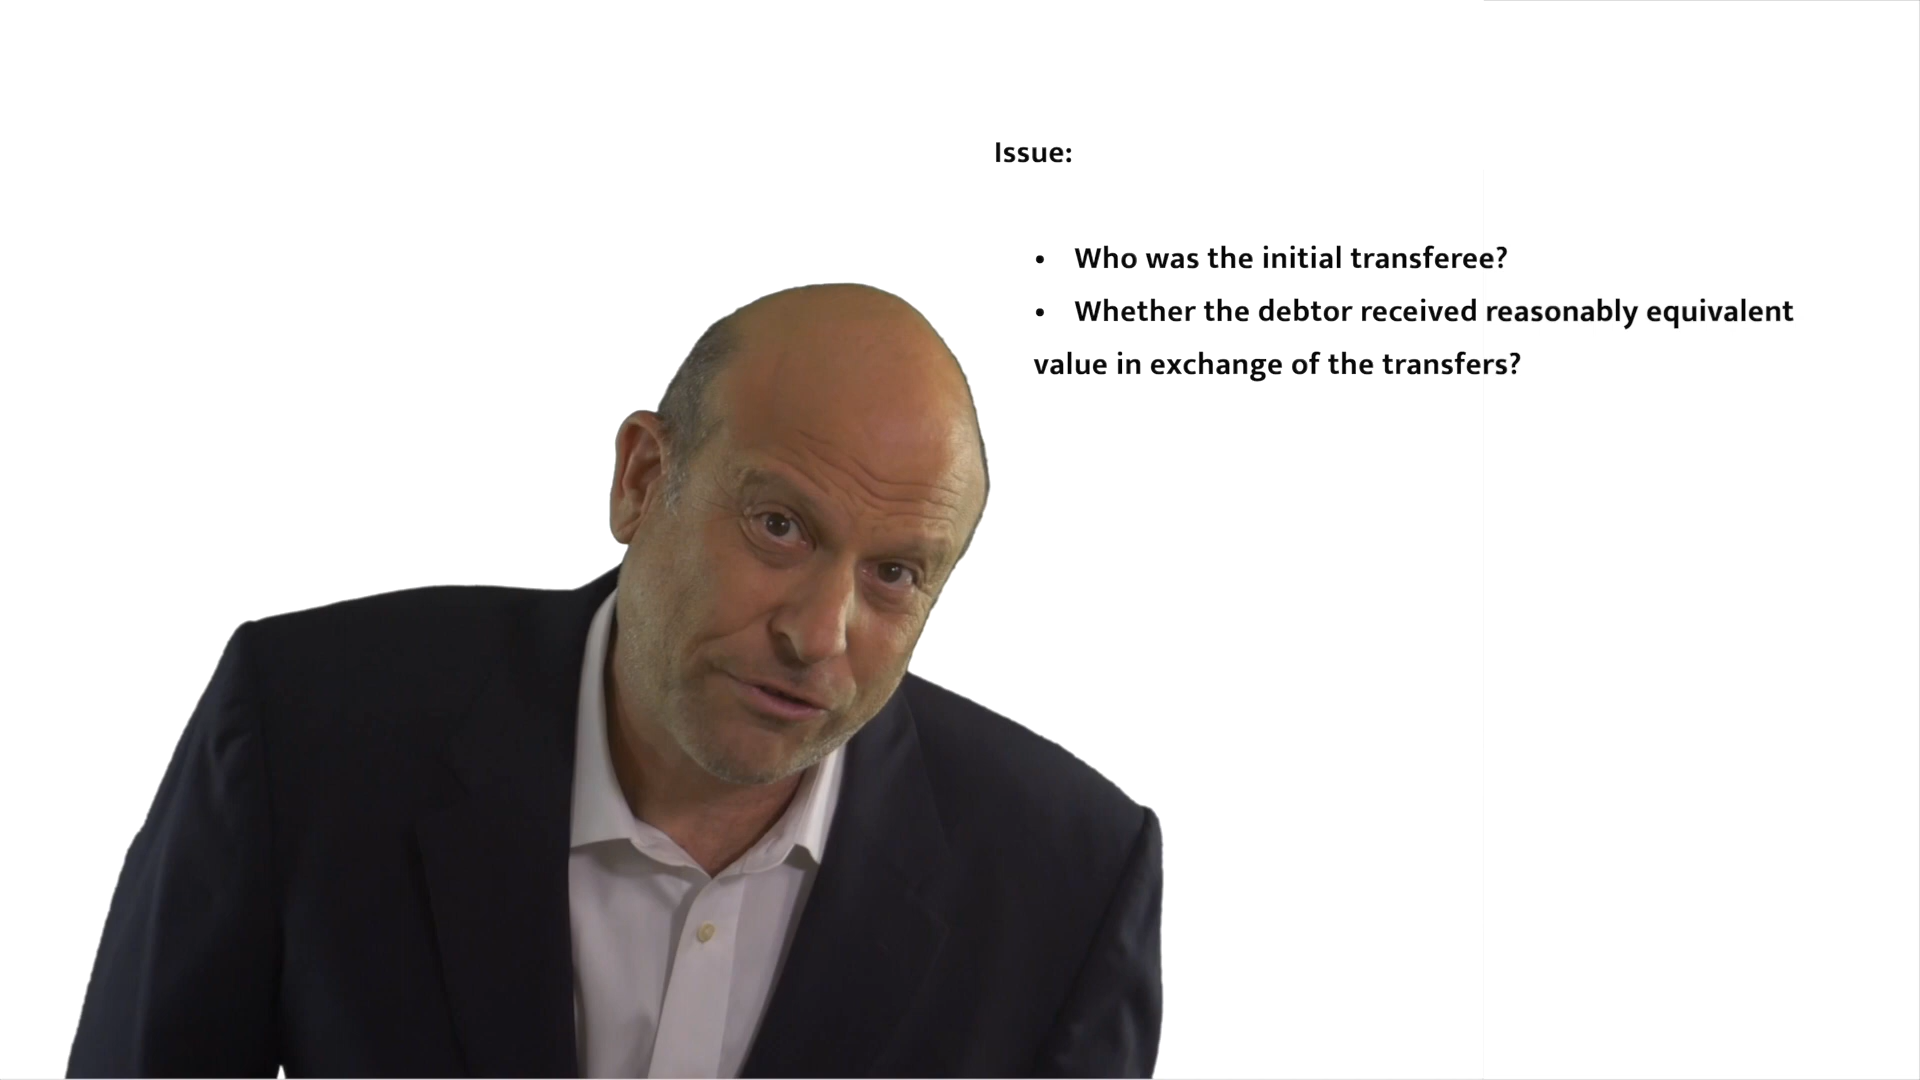 Issue:
• Who was the initial transferee?
• Whether the debtor received reasonably equivalent
value in exchange of the transfers?